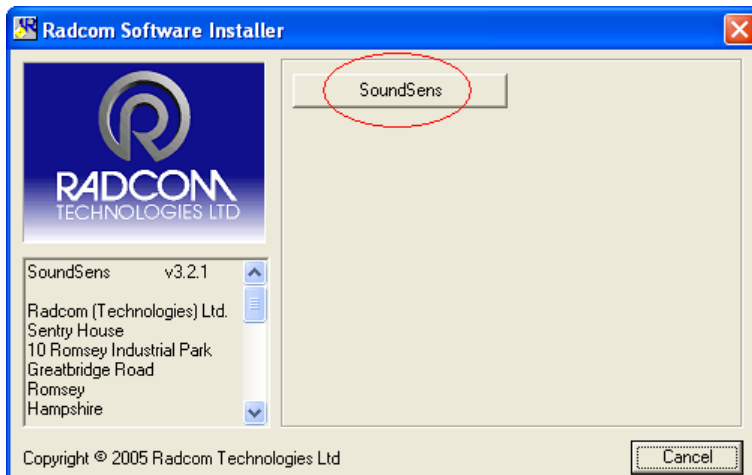 Radcom Software Installer
SoundSens
RADCOM
TECHNOLOGIES LTD
SoundSens v3.2.1
Radcom (Technologies) Ltd.
Sentry House
10 Romsey Industrial Park
Greatbridge Road
Romsey
Hampshire
Copyright © 2005 Radcom Technologies Ltd
Cancel